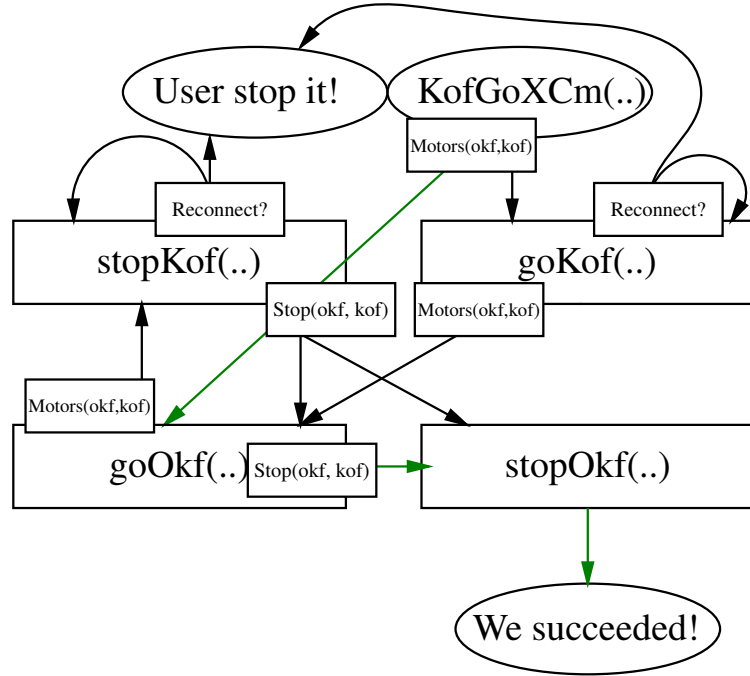 User stop it!
KofGoXCm(..)
Motors(okf,kof)
Reconnect?
Reconnect?
stopKof(..)
goKof(..)
Stop(okf, kof)
Motors(okf,kof)
Motors(okf,kof)
goOkf(..)
Stop(okf, kof)
stopOkf(..)
We succeeded!